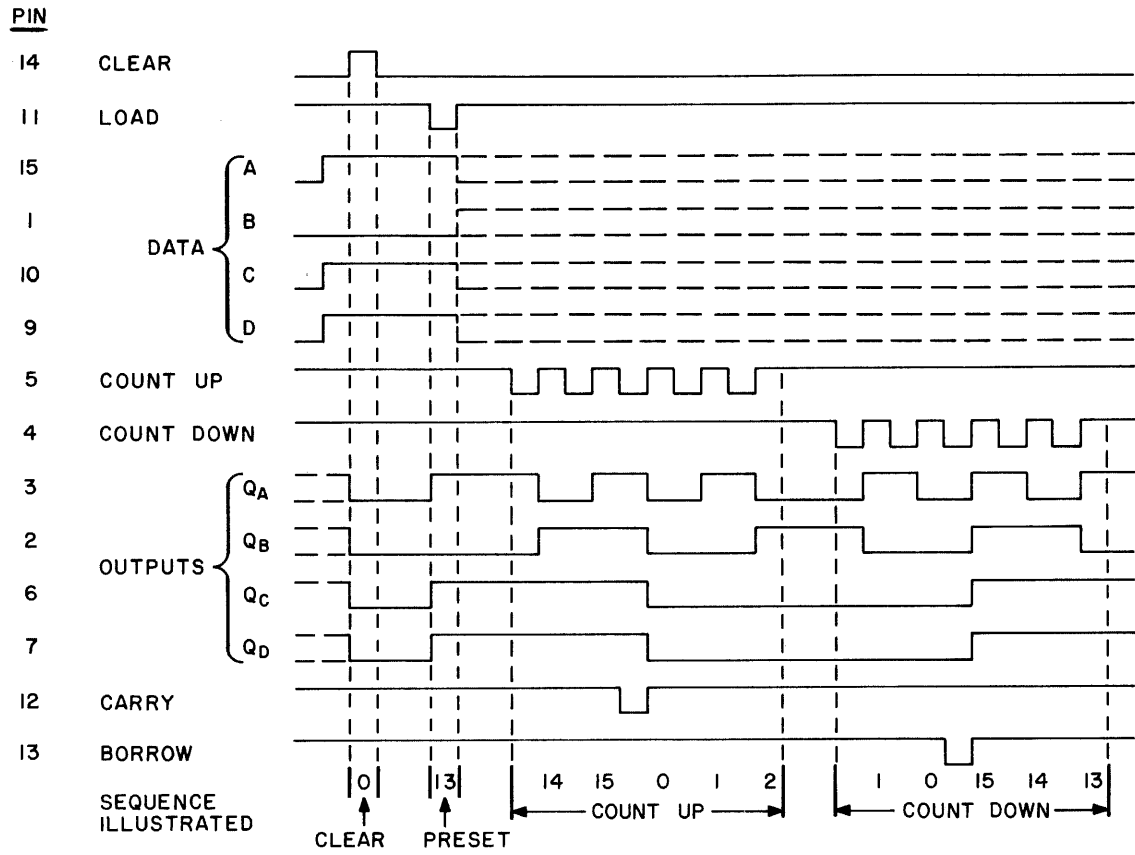 PIN
14 CLEAR
11 LOAD
15 A
1 B
DATA
10 C
9 D
5 COUNT UP
4 COUNT DOWN
3 QA
2 QB
OUTPUTS
6 QC
7 QD
12 CARRY
13 BORROW
0 13 14 15 0 1 2 1 0 15 14 13
SEQUENCE ILLUSTRATED
COUNT UP COUNT DOWN
CLEAR PRESET